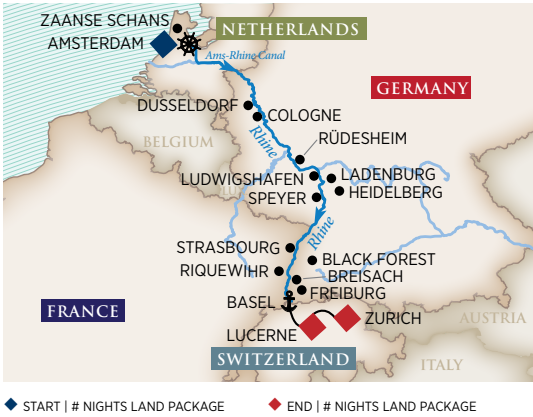 ZAANSE SCHANS
AMSTERDAM
NETHERLANDS
Ams-Rhine Canal
GERMANY
DUSSELDORF
COLOGNE
BELGIUM
Rhine
RÜDESHEIM
LUDWIGSHAFEN
LADENBURG
HEIDELBERG
LU
SPEYER
Rhine
STRASBOURG
BLACK FOREST
RIQUEWIHR
BREISACH
FREIBURG
BASEL
FRANCE
LUCERNE
ZURICH
AUSTRIA
SWITZERLAND
ITALY
START | # NIGHTS LAND PACKAGE
END | # NIGHTS LAND PACKAGE